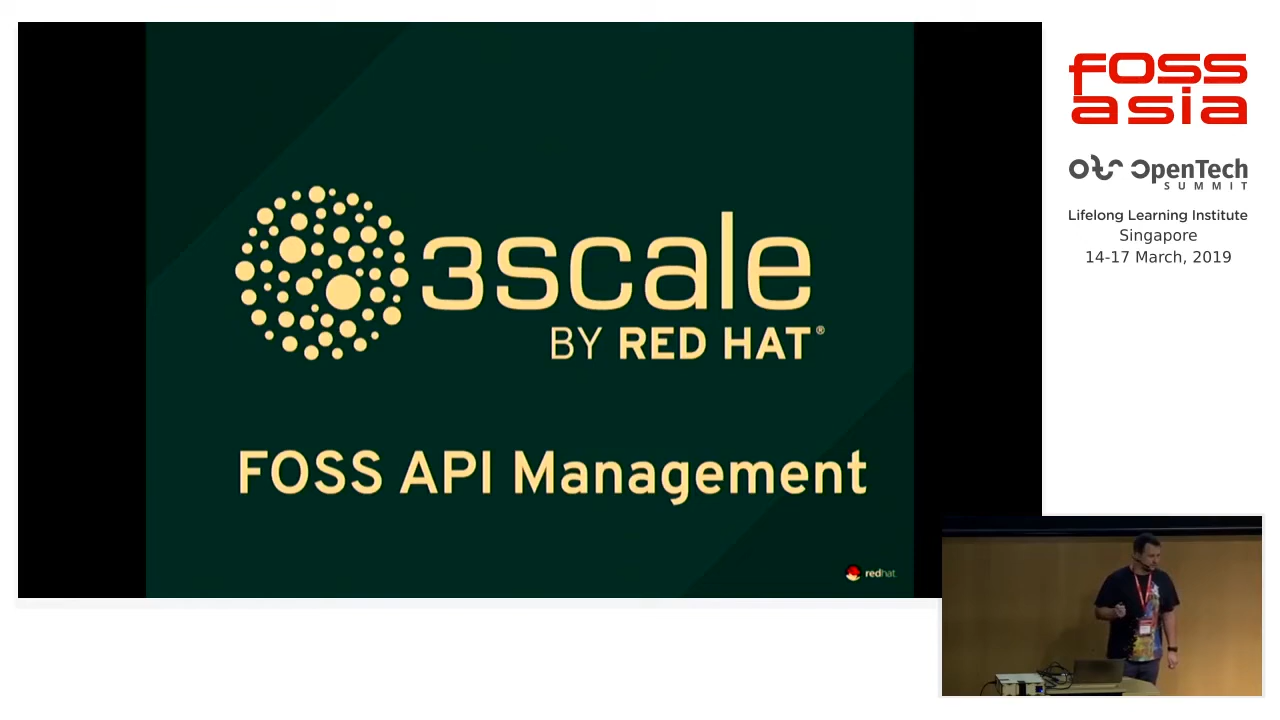 3scale
BY RED HAT®
FOSS API Management
redhat.
fOSS
asia
OpenTech
SUMMIT
Lifelong Learning Institute
Singapore
14-17 March, 2019